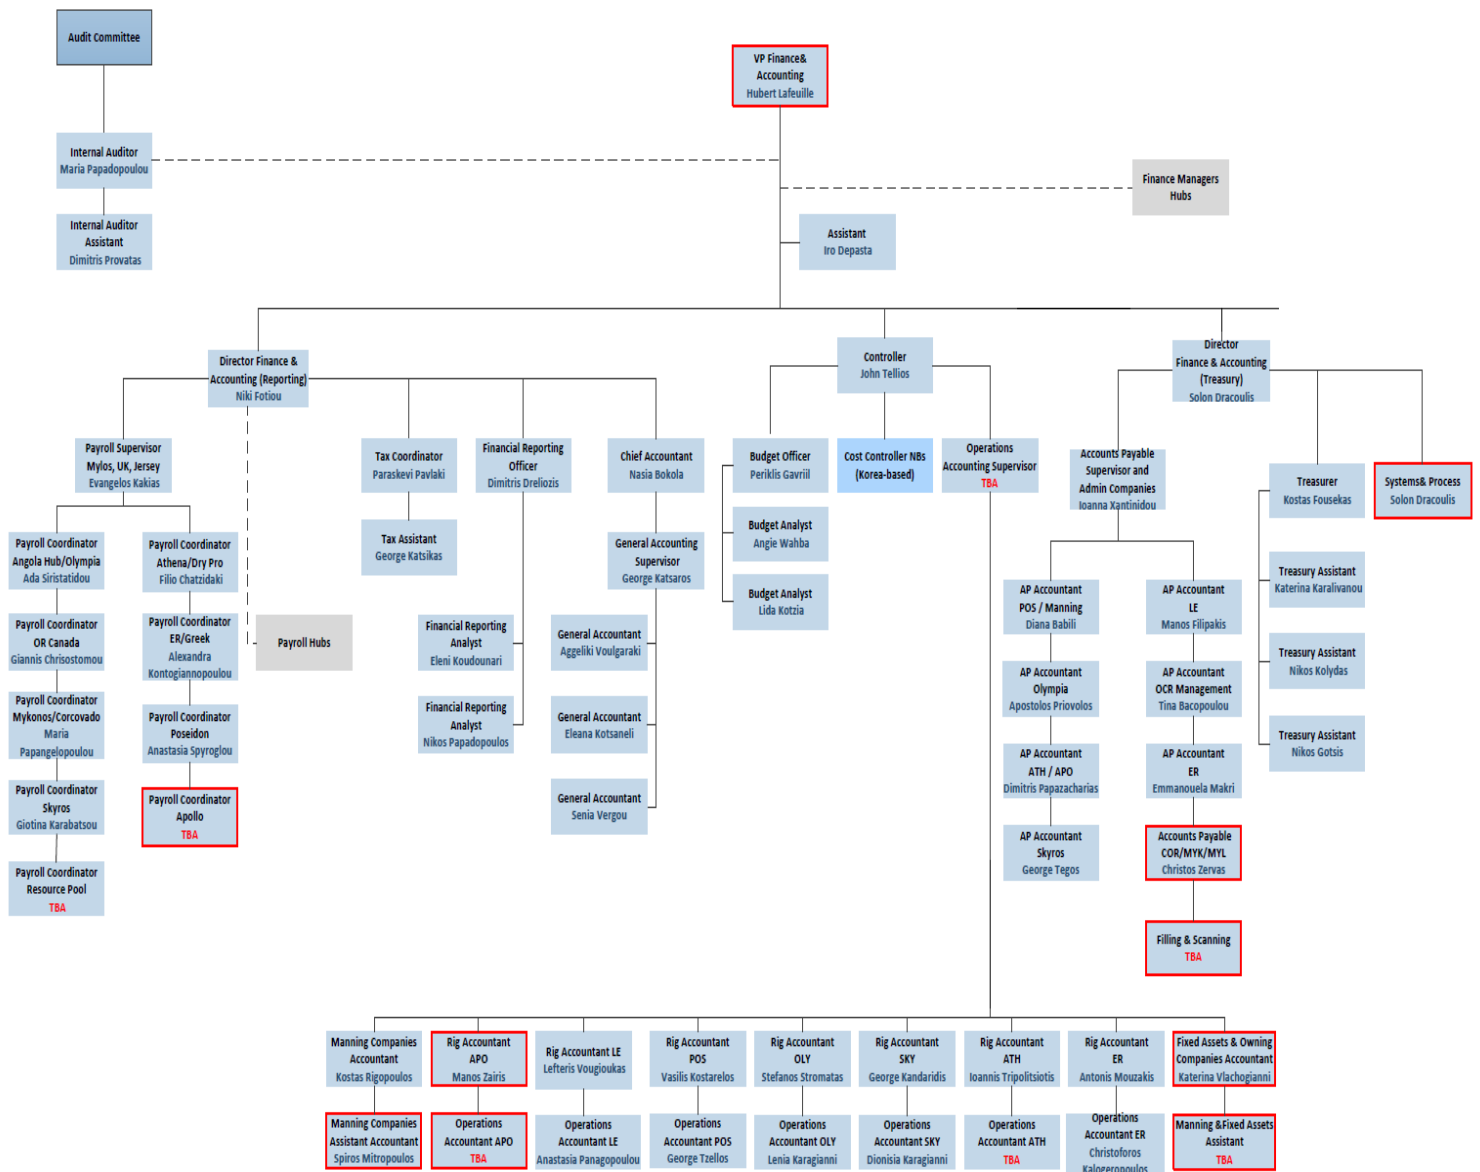 Audit Committee
VP Finance&
Accounting
Hubert Lafeuille
Internal Auditor
Maria Papadopoulou
Finance Managers
Hubs
Internal Auditor
Assistant
Dimitris Provatas
Assistant
Iro Depasta
Director Finance &
Accounting (Reporting)
Niki Fotiou
Controller
John Tellios
Director
Finance & Accounting
(Treasury)
Solon Dracoulis
Payroll Supervisor
Mylos, UK, Jersey
Evangelos Kakias
Tax Coordinator
Paraskevi Pavlaki
Financial Reporting
Officer
Dimitris Dreliozis
Chief Accountant
Nasia Bokola
Budget Officer
Periklis Gavriil
Cost Controller NBs
(Korea-based)
Operations
Accounting Supervisor
TBA
Accounts Payable
Supervisor and
Admin Companies
Ioanna Xantinidou
Treasurer
Kostas Fousekas
Systems& Process
Solon Dracoulis
Payroll Coordinator
Angola Hub/Olympia
Ada Siristatidou
Payroll Coordinator
Athena/Dry Pro
Filio Chatzidaki
Tax Assistant
George Katsikas
General Accounting
Supervisor
George Katsaros
Budget Analyst
Angie Wahba
Budget Analyst
Lida Kotzia
AP Accountant
POS / Manning
Diana Babili
AP Accountant
LE
Manos Filipakis
Treasury Assistant
Katerina Karalivanou
Payroll Coordinator
OR Canada
Giannis Chrisostomou
Payroll Coordinator
ER/Greek
Alexandra
Kontogiannopoulou
Payroll Hubs
Financial Reporting
Analyst
Eleni Koudounari
General Accountant
Aggeliki Voulgaraki
AP Accountant
Olympia
Apostolos Priovolos
AP Accountant
OCR Management
Tina Bacopoulou
Treasury Assistant
Nikos Kolydas
Payroll Coordinator
Mykonos/Corcovado
Maria
Papangelopoulou
Payroll Coordinator
Poseidon
Anastasia Spyroglou
Financial Reporting
Analyst
Nikos Papadopoulos
General Accountant
Eleana Kotsaneli
AP Accountant
ATH / APO
Dimitris Papazacharias
AP Accountant
ER
Emmanouela Makri
Treasury Assistant
Nikos Gotsis
Payroll Coordinator
Skyros
Giotina Karabatsou
Payroll Coordinator
Apollo
TBA
General Accountant
Senia Vergou
AP Accountant
Skyros
George Tegos
Accounts Payable
COR/MYK/MYL
Christos Zervas
Payroll Coordinator
Resource Pool
TBA
Filling & Scanning
TBA
Manning Companies
Accountant
Kostas Rigopoulos
Rig Accountant
APO
Manos Zairis
Rig Accountant LE
Lefteris Vougioukas
Rig Accountant
POS
Vasilis Kostarelos
Rig Accountant
OLY
Stefanos Stromatas
Rig Accountant
SKY
George Kandaridis
Rig Accountant
ATH
Ioannis Tripolitsiotis
Rig Accountant
ER
Antonis Mouzakis
Fixed Assets & Owning
Companies Accountant
Katerina Vlachogianni
Manning Companies
Assistant Accountant
Spiros Mitropoulos
Operations
Accountant APO
TBA
Operations
Accountant LE
Anastasia Panagopoulou
Operations
Accountant POS
George Tzellos
Operations
Accountant OLY
Lenia Karagianni
Operations
Accountant SKY
Dionisia Karagianni
Operations
Accountant ATH
TBA
Operations
Accountant ER
Christoforos
Kalogeropoulos
Manning &Fixed Assets
Assistant
TBA